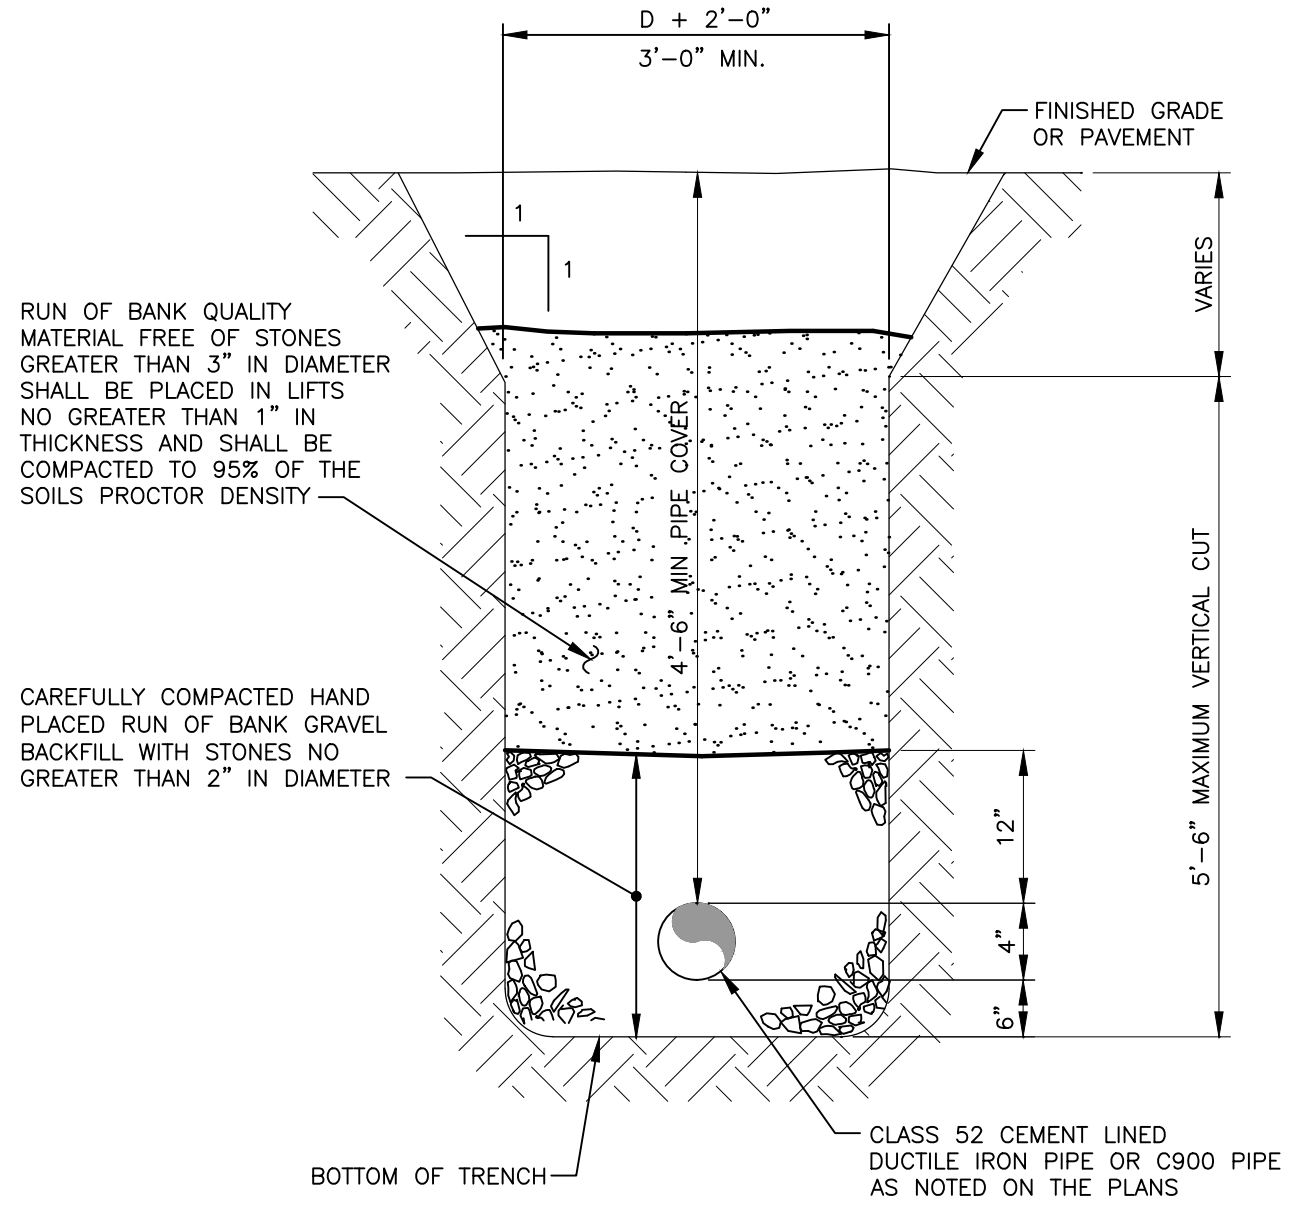 D + 2'-0"
3'-0" MIN.
FINISHED GRADE
OR PAVEMENT
1
1
VARIES
RUN OF BANK QUALITY
MATERIAL FREE OF STONES
GREATER THAN 3" IN DIAMETER
SHALL BE PLACED IN LIFTS
NO GREATER THAN 1" IN
THICKNESS AND SHALL BE
COMPACTED TO 95% OF THE
SOILS PROCTOR DENSITY
4'-6" MIN PIPE COVER
5'-6" MAXIMUM VERTICAL CUT
CAREFULLY COMPACTED HAND
PLACED RUN OF BANK GRAVEL
BACKFILL WITH STONES NO
GREATER THAN 2" IN DIAMETER
12"
4"
6"
CLASS 52 CEMENT LINED
DUCTILE IRON PIPE OR C900 PIPE
AS NOTED ON THE PLANS
BOTTOM OF TRENCH